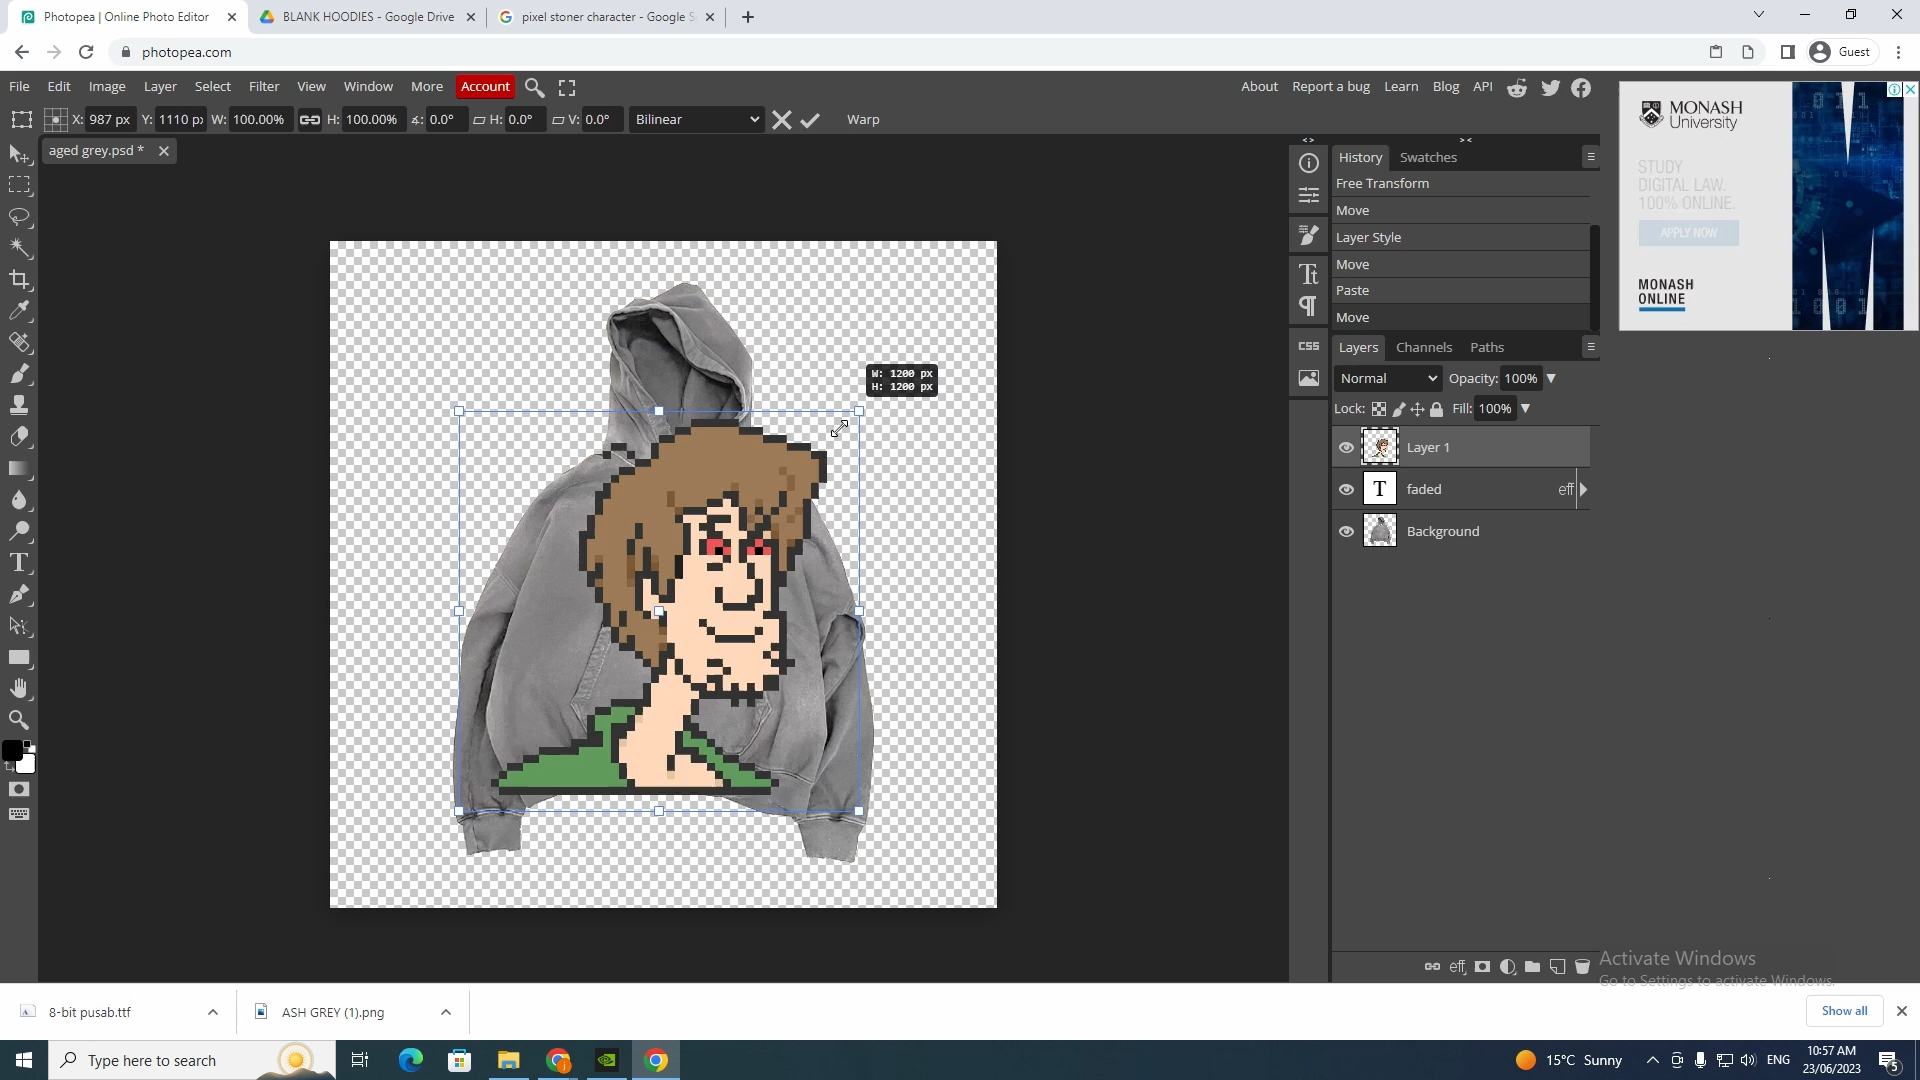 Photopea | Online Photo Editor
BLANK HOODIES - Google Drive
pixel stoner character - Google S
photopea.com
Guest
File Edit Image Layer Select Filter View Window More Account
About Report a bug Learn Blog API
X: 987 px Y: 1110 p W: 100.00% H: 100.00% 0.0° H: 0.0° V: 0.0° Bilinear Warp
aged grey.psd *
W: 1200 px
H: 1200 px
History Swatches
Free Transform
Move
Layer Style
Move
Paste
Move
CSS
Layers Channels Paths
Normal Opacity: 100%
Lock: Fill: 100%
Layer 1
T faded eff
Background
eff
MONASH
University
STUDY
DIGITAL LAW.
100% ONLINE.
APPLY NOW
MONASH
ONLINE
Activate Windows
Go to Settings to activate Windows.
8-bit pusab.ttf
ASH GREY (1).png
Show all
Type here to search
15°C Sunny
ENG
10:57 AM
23/06/2023
5